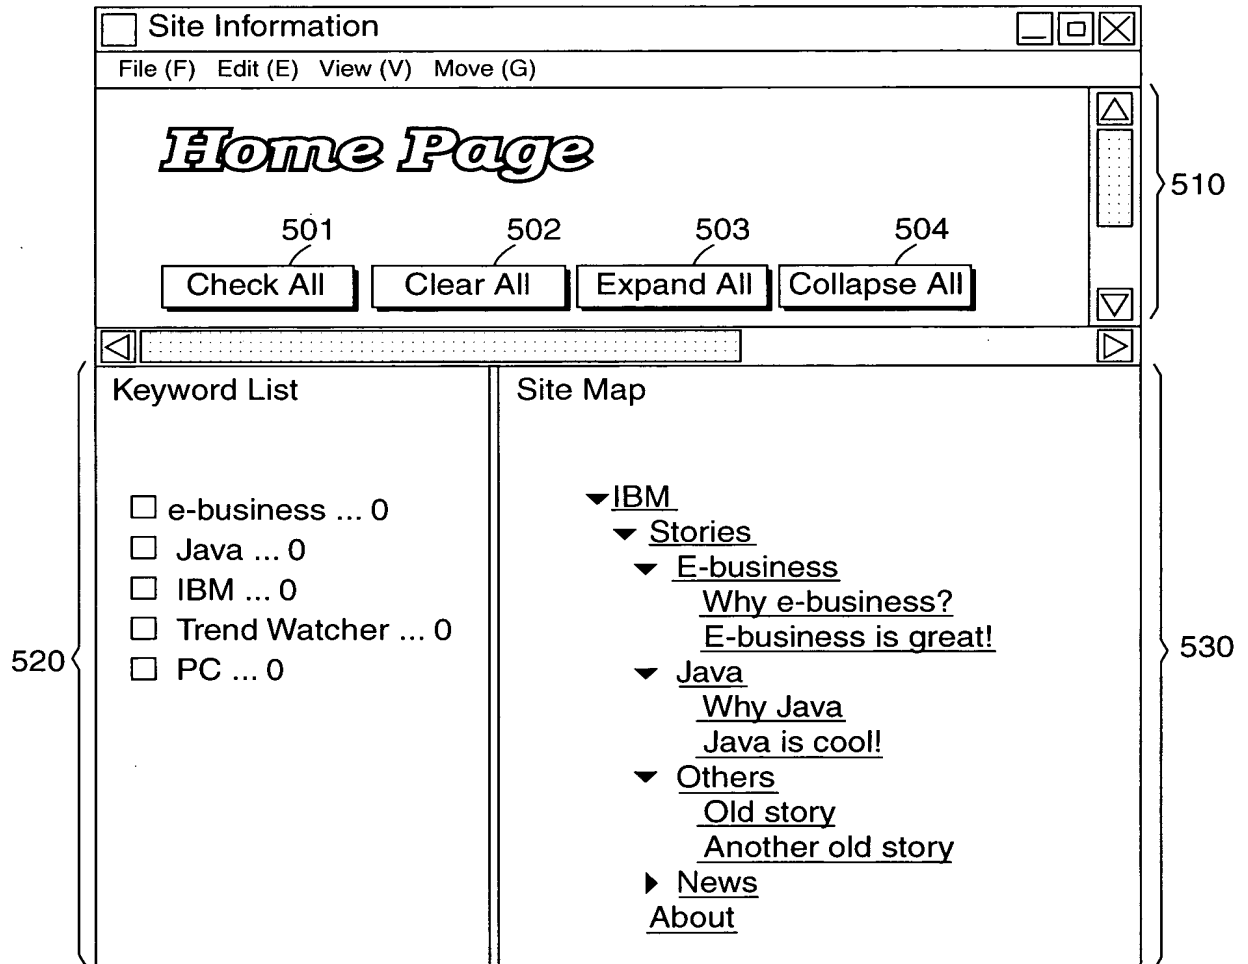 Site Information
File (F) Edit (E) View (V) Move (G)
Home Page
510
501 502 503 504
Check All Clear All Expand All Collapse All
Keyword List
e-business ... 0
Java ... 0
IBM ... 0
Trend Watcher ... 0
PC ... 0
520
Site Map
IBM
Stories
E-business
Why e-business?
E-business is great!
Java
Why Java
Java is cool!
Others
Old story
Another old story
News
About
530